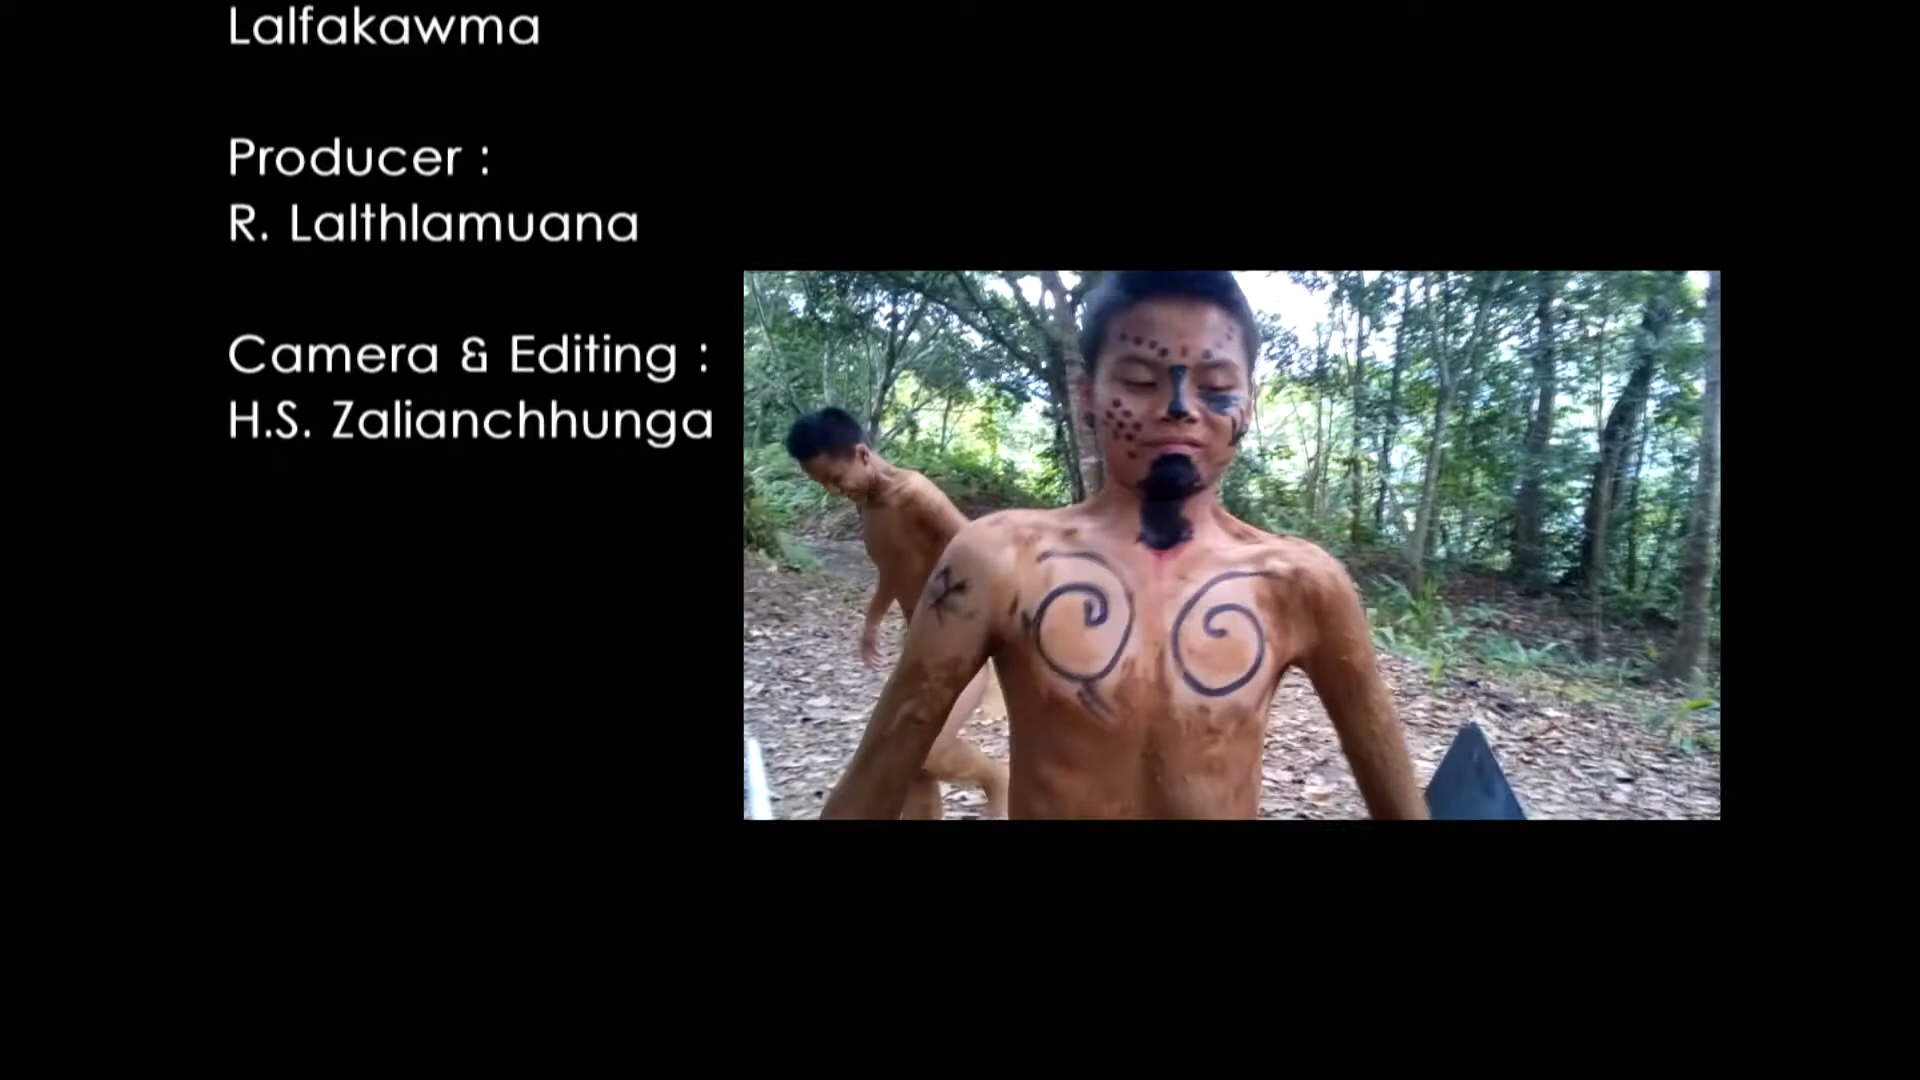 Lalfakawma
Producer :
R. Lalthlamuana
Camera & Editing :
H.S. Zalianchhunga